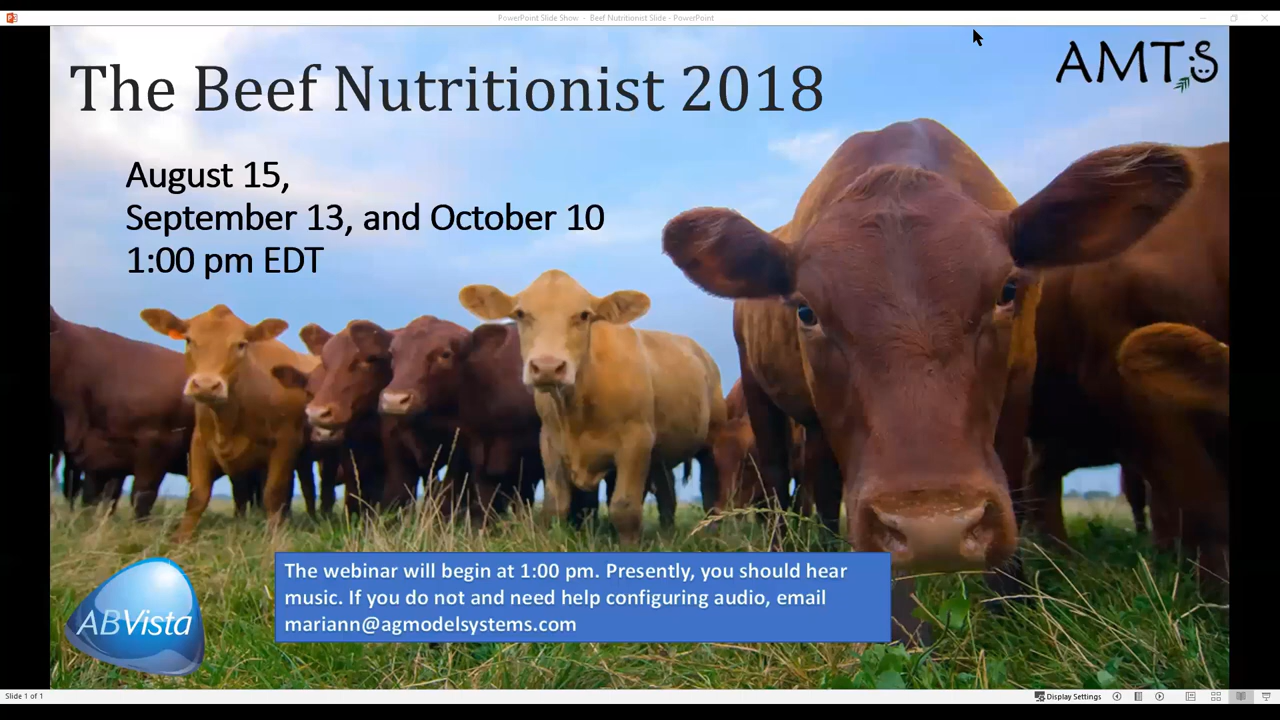 PowerPoint Slide Show - Beef Nutritionist Slide - PowerPoint
The Beef Nutritionist 2018
AMTS
August 15,
September 13, and October 10
1:00 pm EDT
The webinar will begin at 1:00 pm. Presently, you should hear
music. If you do not and need help configuring audio, email
mariann@agmodelsystems.com
ABVista
Slide 1 of 1
Display Settings